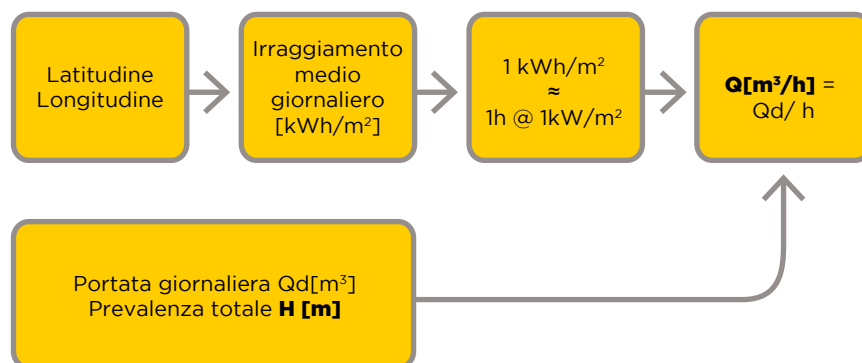 Latitudine
Longitudine
Irraggiamento
medio
giornaliero
[kWh/m²]
1 kWh/m²
≈
1h @ 1kW/m²
Q[m³/h] =
Qd/ h
Portata giornaliera Qd[m³]
Prevalenza totale H [m]